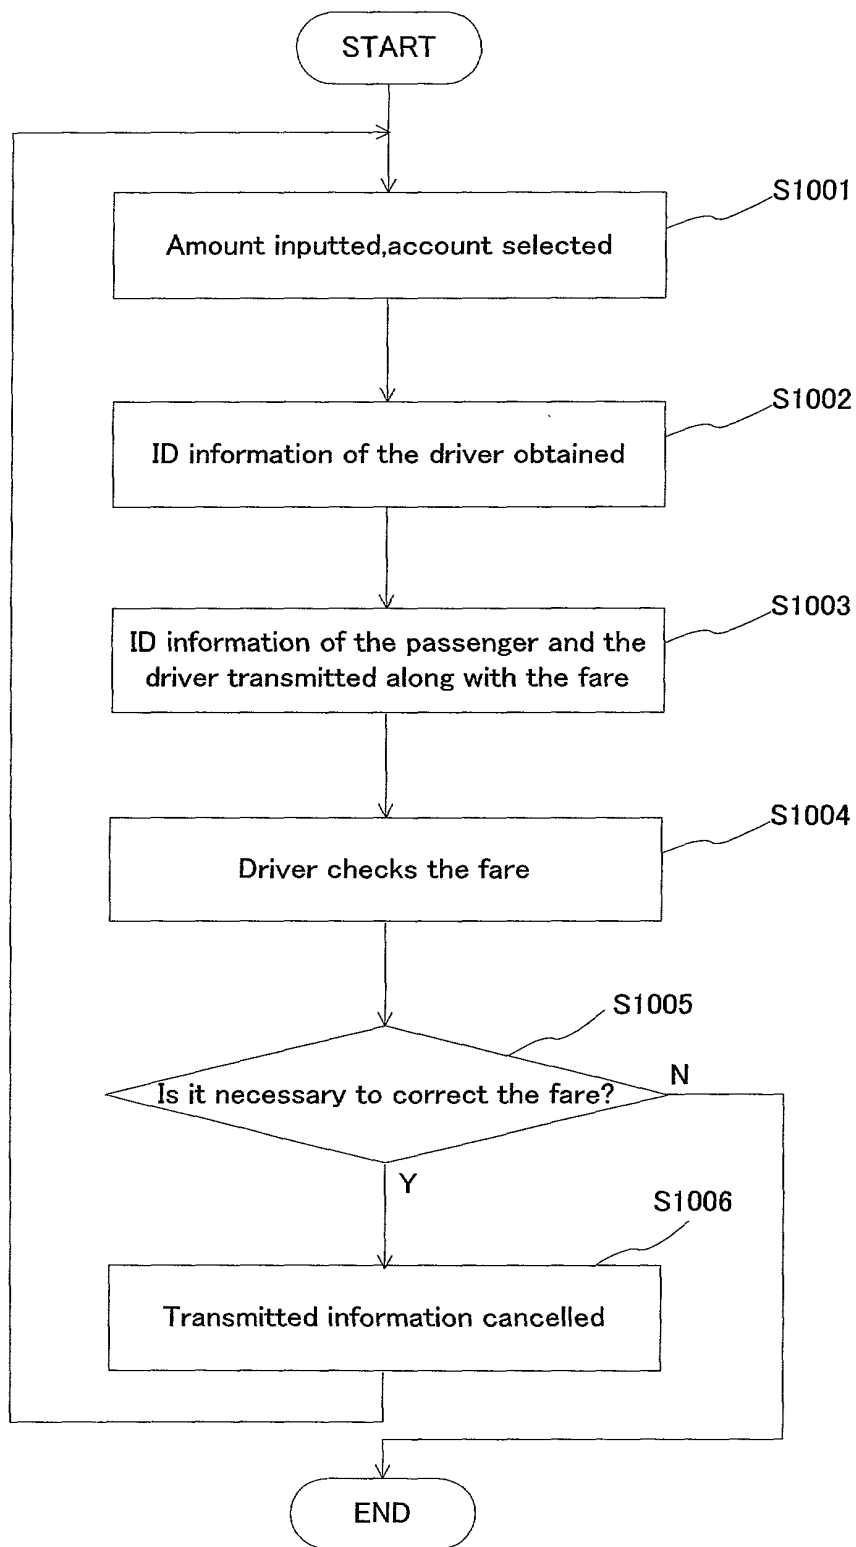 START
S1001
Amount inputted,account selected
S1002
ID information of the driver obtained
S1003
ID information of the passenger and the
driver transmitted along with the fare
S1004
Driver checks the fare
S1005
Is it necessary to correct the fare?
N
Y
S1006
Transmitted information cancelled
END